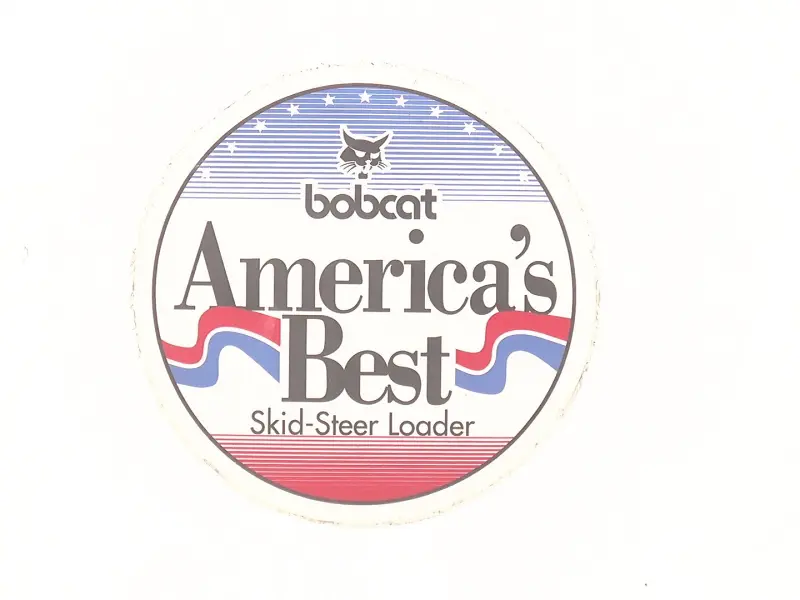 bobcat
America's
Best
Skid-Steer Loader